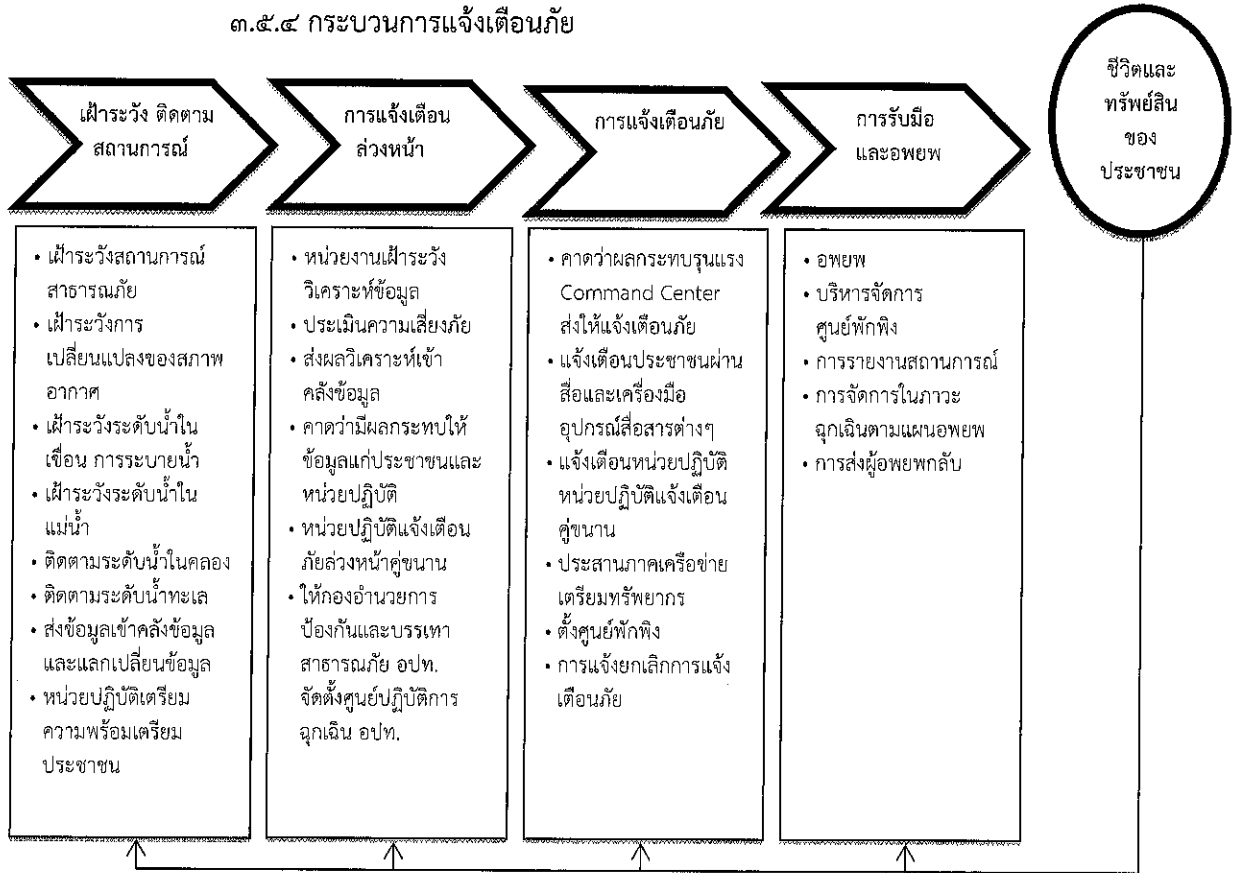 ๓.๕.๔ กระบวนการแจ้งเตือนภัย
เฝ้าระวัง ติดตาม
สถานการณ์
การแจ้งเตือน
ล่วงหน้า
การแจ้งเตือนภัย
การรับมือ
และอพยพ
ชีวิตและ
ทรัพย์สิน
ของ
ประชาชน
• เฝ้าระวังสถานการณ์
สาธารณภัย
• เฝ้าระวังการ
เปลี่ยนแปลงของสภาพ
อากาศ
• เฝ้าระวังระดับน้ำใน
เขื่อน การระบายน้ำ
• เฝ้าระวังระดับน้ำใน
แม่น้ำ
• ติดตามระดับน้ำในคลอง
• ติดตามระดับน้ำทะเล
• ส่งข้อมูลเข้าคลังข้อมูล
และแลกเปลี่ยนข้อมูล
• หน่วยปฏิบัติเตรียม
ความพร้อมเตรียม
ประชาชน
• หน่วยงานเฝ้าระวัง
วิเคราะห์ข้อมูล
• ประเมินความเสี่ยงภัย
• ส่งผลวิเคราะห์เข้า
คลังข้อมูล
• คาดว่ามีผลกระทบให้
ข้อมูลแก่ประชาชนและ
หน่วยปฏิบัติ
• หน่วยปฏิบัติแจ้งเตือน
ภัยล่วงหน้าคู่ขนาน
• ให้กองอำนวยการ
ป้องกันและบรรเทา
สาธารณภัย อปท.
จัดตั้งศูนย์ปฏิบัติการ
ฉุกเฉิน อปท.
• คาดว่าผลกระทบรุนแรง
Command Center
ส่งให้แจ้งเตือนภัย
• แจ้งเตือนประชาชนผ่าน
สื่อและเครื่องมือ
อุปกรณ์สื่อสารต่างๆ
• แจ้งเตือนหน่วยปฏิบัติ
หน่วยปฏิบัติแจ้งเตือน
คู่ขนาน
• ประสานภาคเครือข่าย
เตรียมทรัพยากร
• ตั้งศูนย์พักพิง
• การแจ้งยกเลิกการแจ้ง
เตือนภัย
• อพยพ
• บริหารจัดการ
ศูนย์พักพิง
• การรายงานสถานการณ์
• การจัดการในภาวะ
ฉุกเฉินตามแผนอพยพ
• การส่งผู้อพยพกลับ